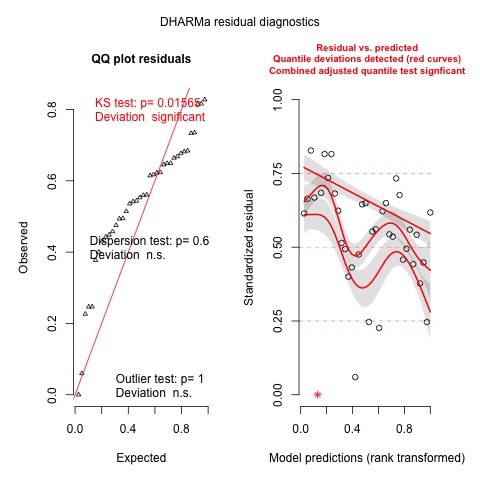 DHARMa residual diagnostics
QQ plot residuals
KS test: p= 0.01565
Deviation significant
Dispersion test: p= 0.6
Deviation n.s.
Outlier test: p= 1
Deviation n.s.
Observed
0.0
0.2
0.4
0.6
0.8
0.0
0.4
0.8
Expected
Residual vs. predicted
Quantile deviations detected (red curves)
Combined adjusted quantile test signficant
Standardized residual
0.00
0.25
0.50
0.75
1.00
0.0
0.4
0.8
Model predictions (rank transformed)